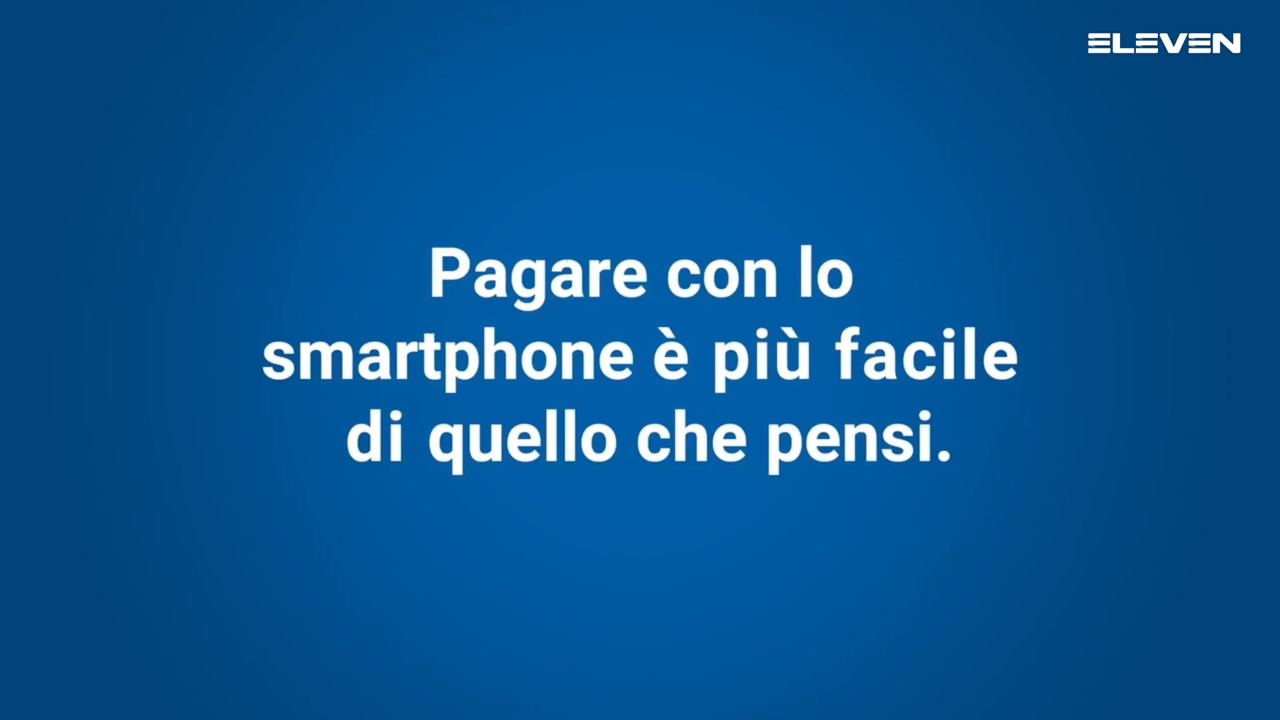 ELEVEN
Pagare con lo
smartphone è più facile
di quello che pensi.